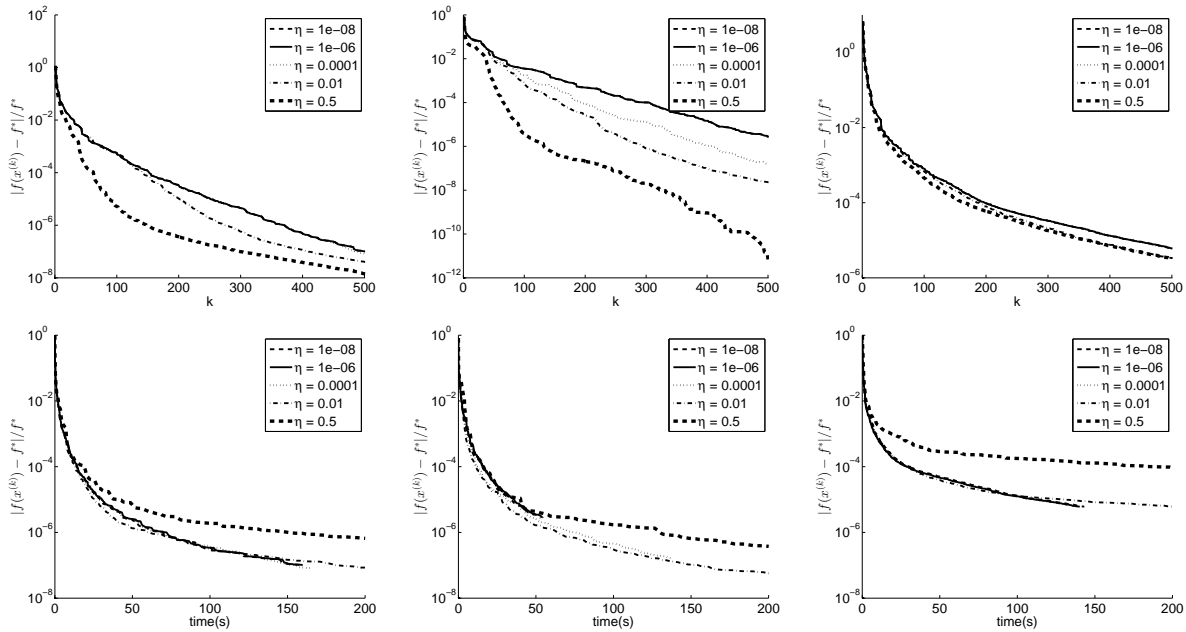 10^2
10^0
10^-2
10^-4
10^-6
10^-8
|f(x^(k)) − f*|/f*
0 100 200 300 400 500
k
η = 1e−08
η = 1e−06
η = 0.0001
η = 0.01
η = 0.5
10^0
10^-2
10^-4
10^-6
10^-8
10^-10
10^-12
|f(x^(k)) − f*|/f*
0 100 200 300 400 500
k
η = 1e−08
η = 1e−06
η = 0.0001
η = 0.01
η = 0.5
10^0
10^-2
10^-4
10^-6
|f(x^(k)) − f*|/f*
0 100 200 300 400 500
k
η = 1e−08
η = 1e−06
η = 0.0001
η = 0.01
η = 0.5
10^0
10^-2
10^-4
10^-6
10^-8
|f(x^(k)) − f*|/f*
0 50 100 150 200
time(s)
η = 1e−08
η = 1e−06
η = 0.0001
η = 0.01
η = 0.5
10^0
10^-2
10^-4
10^-6
10^-8
|f(x^(k)) − f*|/f*
0 50 100 150 200
time(s)
η = 1e−08
η = 1e−06
η = 0.0001
η = 0.01
η = 0.5
10^0
10^-2
10^-4
10^-6
10^-8
|f(x^(k)) − f*|/f*
0 50 100 150 200
time(s)
η = 1e−08
η = 1e−06
η = 0.0001
η = 0.01
η = 0.5